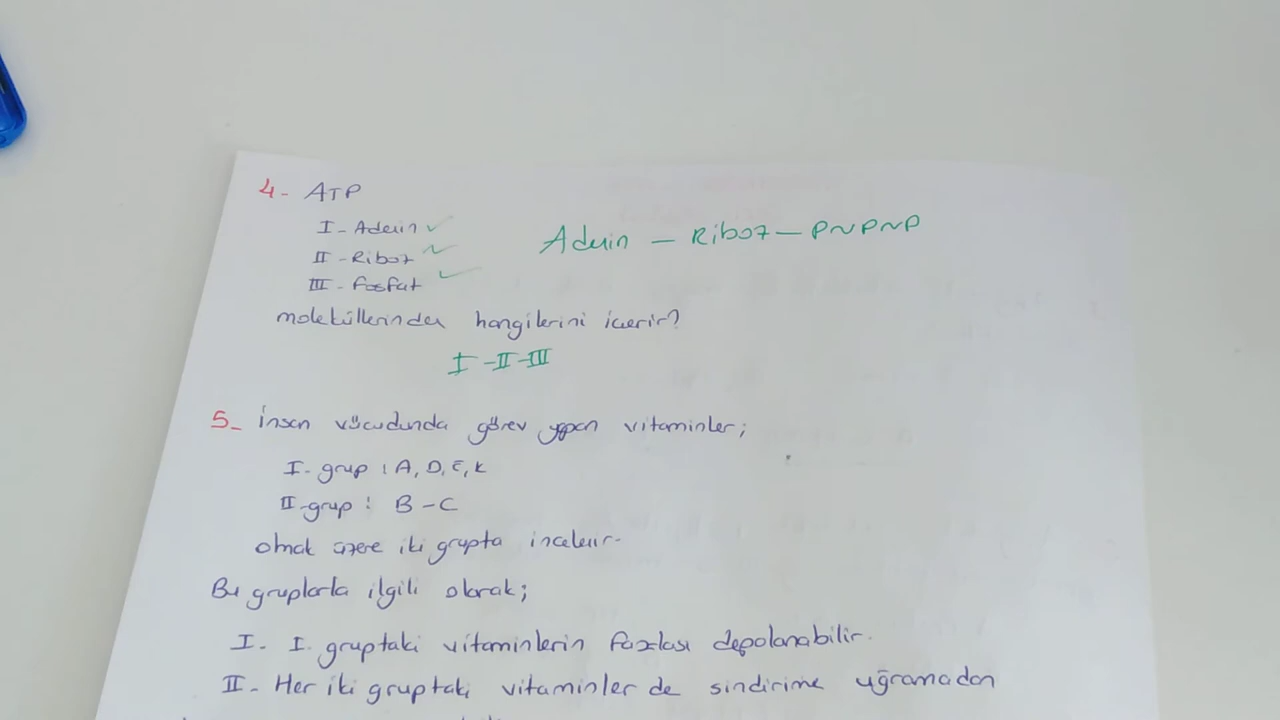 4- ATP
I- Adenin ✓ Adenin - Riboz - P~P~P
II - Riboz ✓
III - Fosfat ✓
moleküllerinden hangilerini içerir?
I-II-III
5- İnsan vücudunda görev yapan vitaminler;
I- grup : A, D, E, K
II-grup : B-C
olmak üzere iki grupta incelenir.
Bu gruplarla ilgili olarak;
I- I. gruptaki vitaminlerin fazlası depolanabilir.
II- Her iki gruptaki vitaminler de sindirime uğramadan